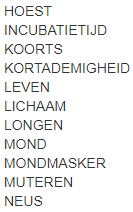 HOEST
INCUBATIETIJD
KOORTS
KORTADEMIGHEID
LEVEN
LICHAAM
LONGEN
MOND
MONDMASKER
MUTEREN
NEUS